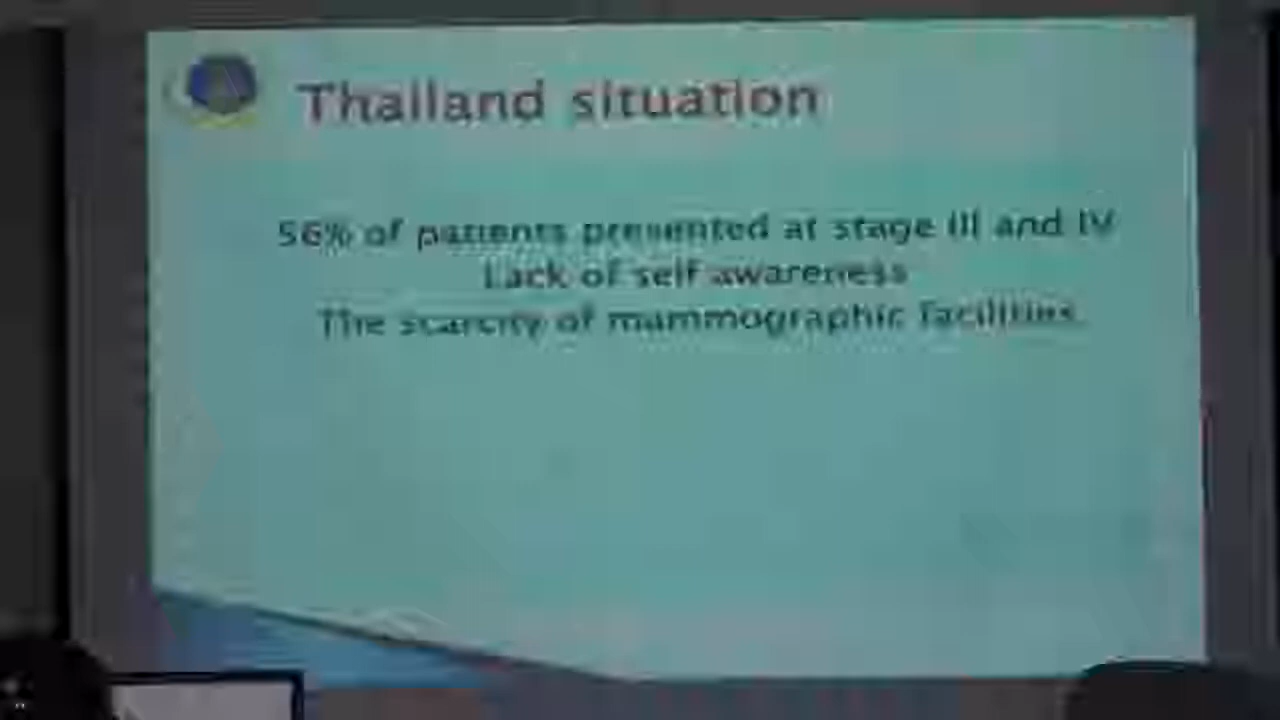 Thailand situation
56% of patients presented at stage III and IV
Lack of self awareness
The scarcity of mammographic facilities